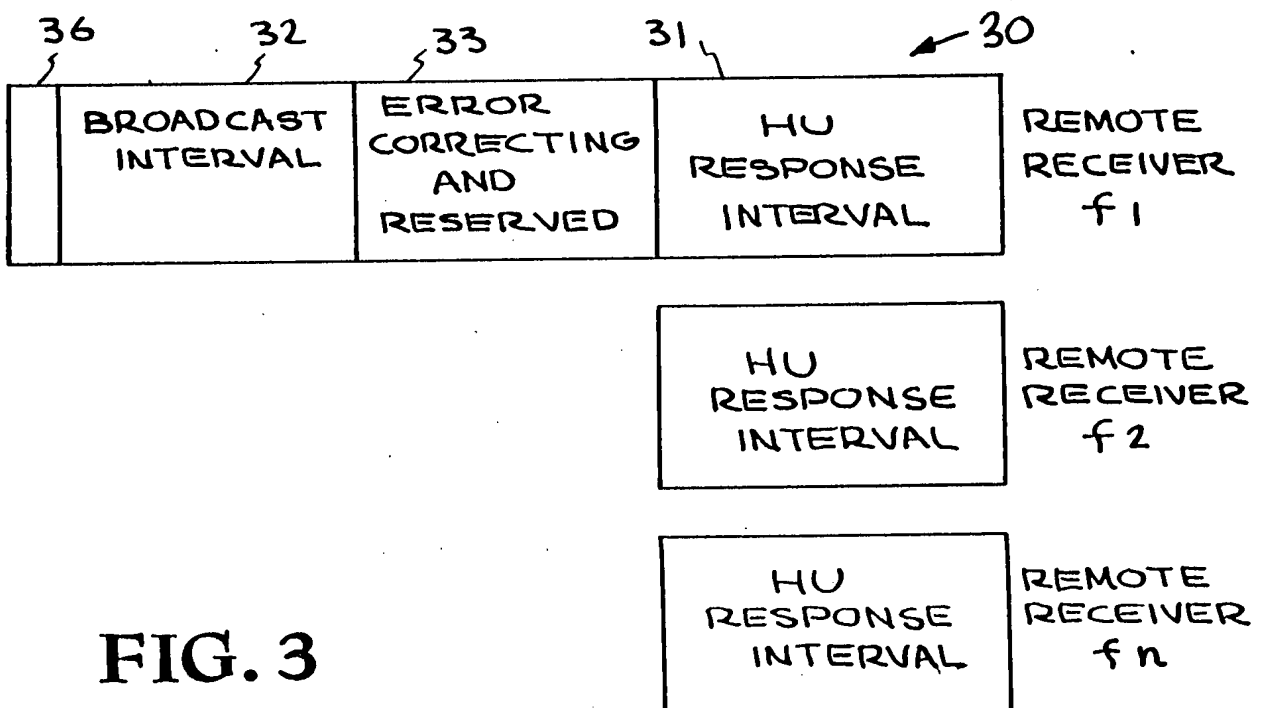 36 32 33 31 30
BROADCAST
INTERVAL
ERROR
CORRECTING
AND
RESERVED
HU
RESPONSE
INTERVAL
REMOTE
RECEIVER
f1
HU
RESPONSE
INTERVAL
REMOTE
RECEIVER
f2
HU
RESPONSE
INTERVAL
REMOTE
RECEIVER
fn
FIG. 3